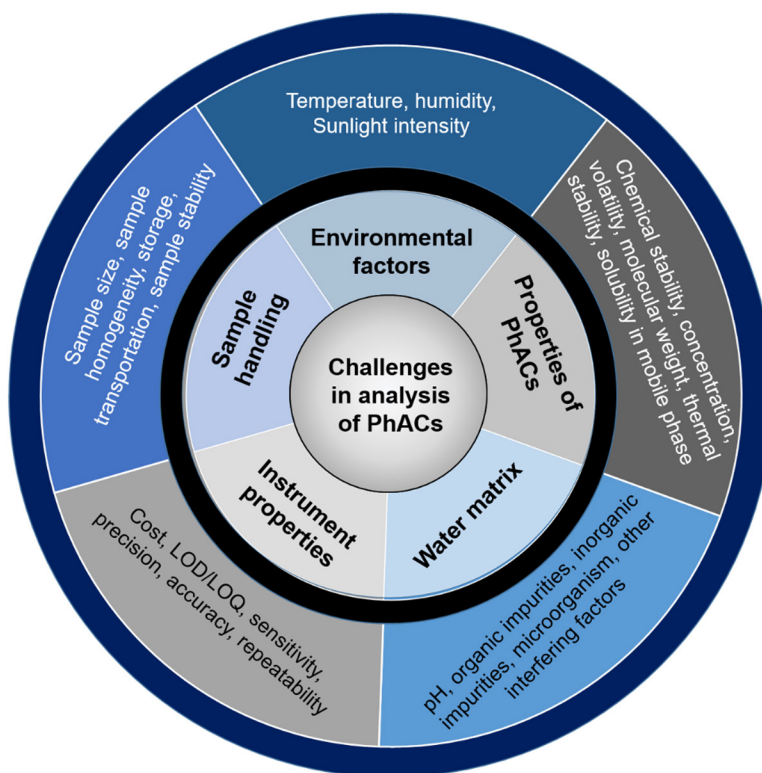 Temperature, humidity,
Sunlight intensity
Chemical stability, concentration,
volatility, molecular weight, thermal
stability, solubility in mobile phase
pH, organic impurities, inorganic
impurities, microorganism, other
interfering factors
Cost, LOD/LOQ, sensitivity,
precision, accuracy, repeatability
Sample size, sample
homogeneity, storage,
transportation, sample stability
Environmental
factors
Properties of
PhACs
Water matrix
Instrument
properties
Sample
handling
Challenges
in analysis
of PhACs